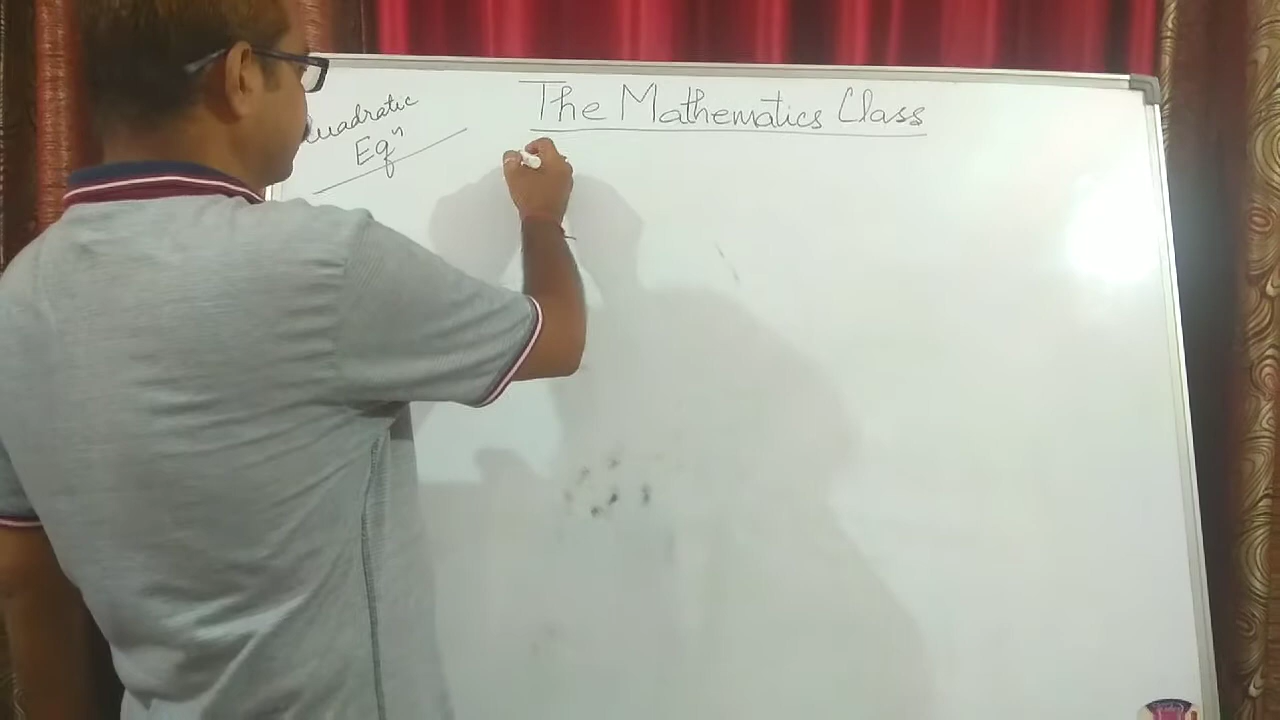 The Mathematics Class
uadratic
Eqⁿ